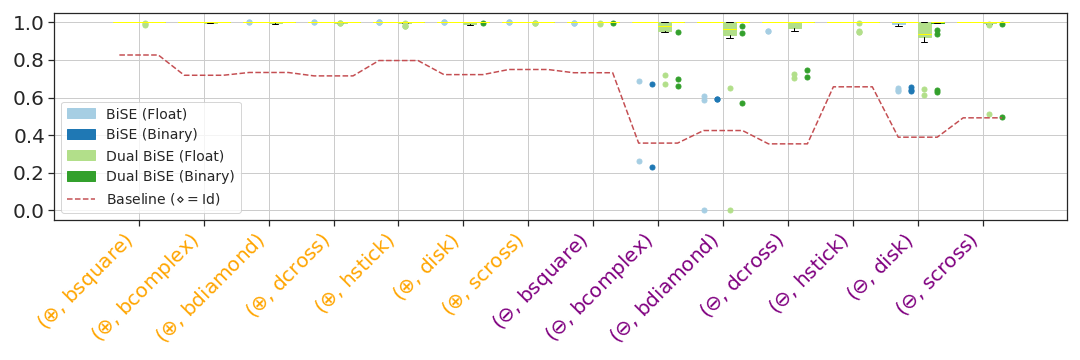 1.0
0.8
0.6
0.4
0.2
0.0
BiSE (Float)
BiSE (Binary)
Dual BiSE (Float)
Dual BiSE (Binary)
Baseline (⋄ = Id)
(⊕, bsquare)
(⊕, bcomplex)
(⊕, bdiamond)
(⊕, dcross)
(⊕, hstick)
(⊕, disk)
(⊕, scross)
(⊖, bsquare)
(⊖, bcomplex)
(⊖, bdiamond)
(⊖, dcross)
(⊖, hstick)
(⊖, disk)
(⊖, scross)